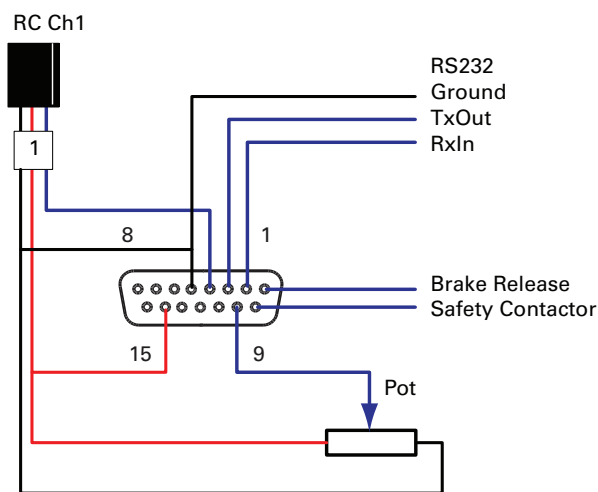 RC Ch1
RS232
Ground
TxOut
RxIn
1
8
1
Brake Release
Safety Contactor
15
9
Pot